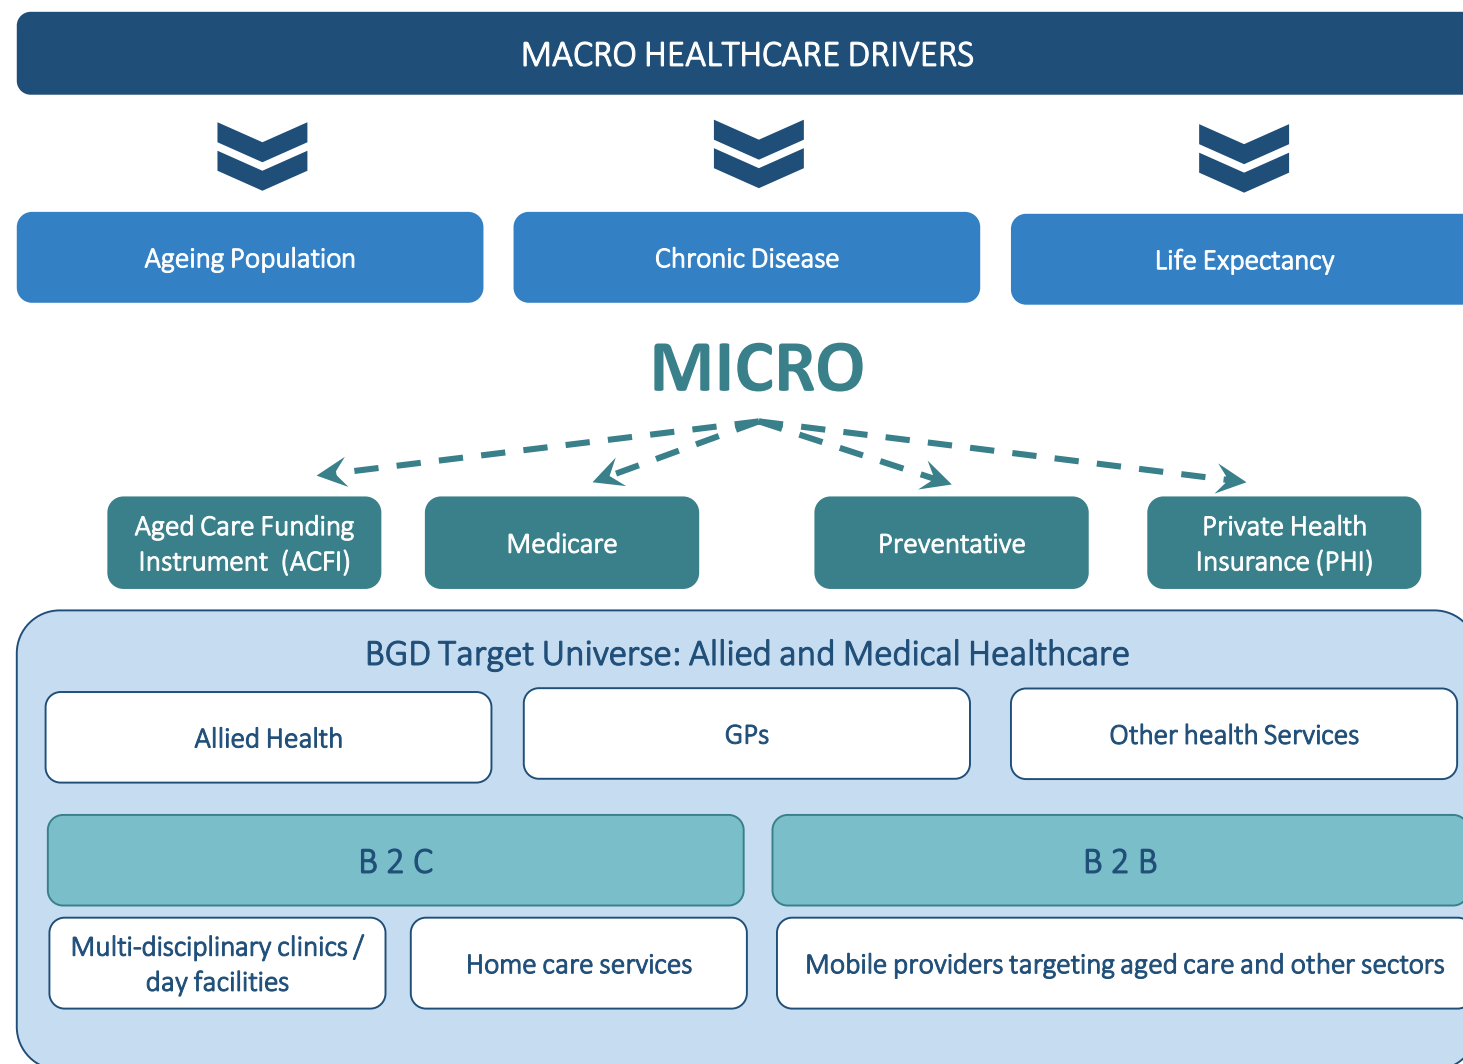 MACRO HEALTHCARE DRIVERS
Ageing Population
Chronic Disease
Life Expectancy
MICRO
Aged Care Funding
Instrument (ACFI)
Medicare
Preventative
Private Health
Insurance (PHI)
BGD Target Universe: Allied and Medical Healthcare
Allied Health
GPs
Other health Services
B 2 C
B 2 B
Multi-disciplinary clinics /
day facilities
Home care services
Mobile providers targeting aged care and other sectors